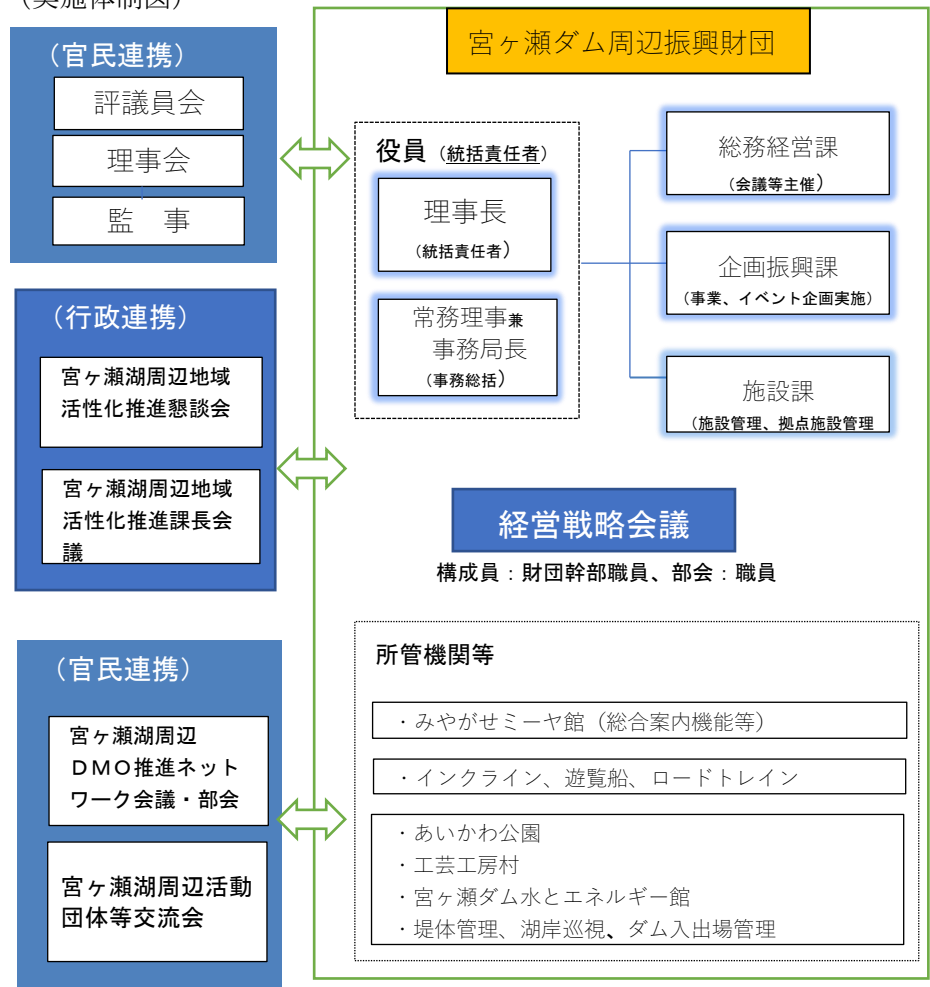 （実施体制図）
（官民連携）
評議員会
理事会
監　事
（行政連携）
宮ヶ瀬湖周辺地域
活性化推進懇談会
宮ヶ瀬湖周辺地域
活性化推進課長会
議
（官民連携）
宮ヶ瀬湖周辺
ＤＭＯ推進ネット
ワーク会議・部会
宮ヶ瀬湖周辺活動
団体等交流会
宮ヶ瀬ダム周辺振興財団
役員（統括責任者）
理事長
（統括責任者）
常務理事兼
事務局長
（事務総括）
総務経営課
（会議等主催）
企画振興課
（事業、イベント企画実施）
施設課
（施設管理、拠点施設管理
経営戦略会議
構成員：財団幹部職員、部会：職員
所管機関等
・みやがせミーヤ館（総合案内機能等）
・インクライン、遊覧船、ロードトレイン
・あいかわ公園
・工芸工房村
・宮ヶ瀬ダム水とエネルギー館
・堤体管理、湖岸巡視、ダム入出場管理